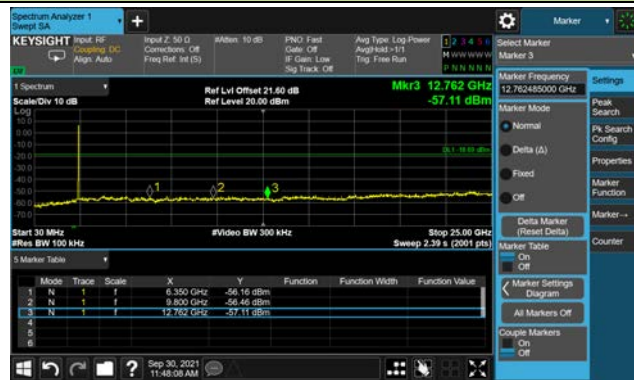 Spectrum Analyzer 1
Swept SA
+
Marker
KEYSIGHT
Input: RF
Coupling: DC
Align: Auto
Input Z: 50 Ω
Corrections: Off
Freq Ref: Int (S)
#Atten: 10 dB
PNO: Fast
Gate: Off
IF Gain: Low
Sig Track: Off
Avg Type: Log-Power
Avg|Hold:>1/1
Trig: Free Run
1 2 3 4 5 6
M W W W W W
P N N N N N
Select Marker
Marker 3
1 Spectrum
Scale/Div 10 dB
Ref Lvl Offset 21.60 dB
Ref Level 20.00 dBm
Mkr3 12.762 GHz
-57.11 dBm
Log
10.0
0.00
-10.0
-20.0
-30.0
-40.0
-50.0
-60.0
-70.0
1
2
3
Start 30 MHz
#Res BW 100 kHz
#Video BW 300 kHz
Stop 25.00 GHz
Sweep 2.39 s (2001 pts)
5 Marker Table
Mode Trace Scale X Y Function Function Width Function Value
1 N 1 f 6.350 GHz -56.16 dBm
2 N 1 f 9.800 GHz -56.46 dBm
3 N 1 f 12.762 GHz -57.11 dBm
4
5
6
Marker Frequency
12.762485000 GHz
Marker Mode
Normal
Delta (Δ)
Fixed
Off
Delta Marker
(Reset Delta)
Marker Table
On
Off
Marker Settings
Diagram
All Markers Off
Couple Markers
On
Off
Settings
Peak
Search
Pk Search
Config
Properties
Marker
Function
Marker→
Counter
?
Sep 30, 2021
11:48:08 AM